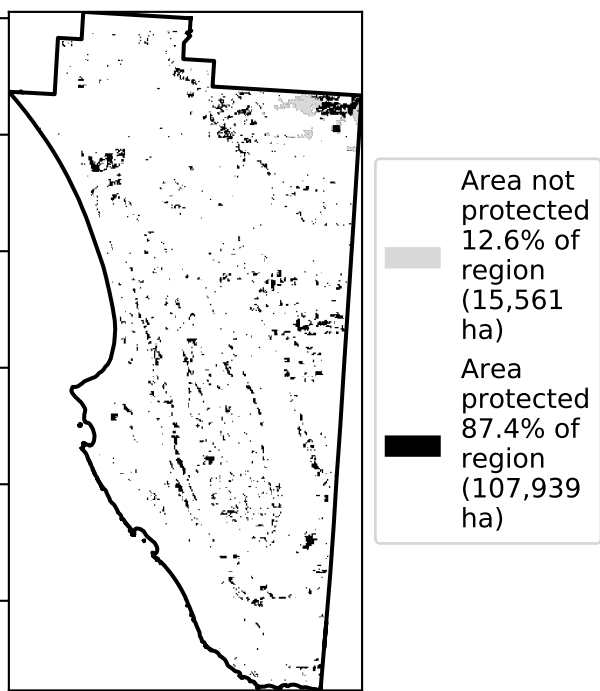 Area not
protected
12.6% of
region
(15,561
ha)
Area
protected
87.4% of
region
(107,939
ha)